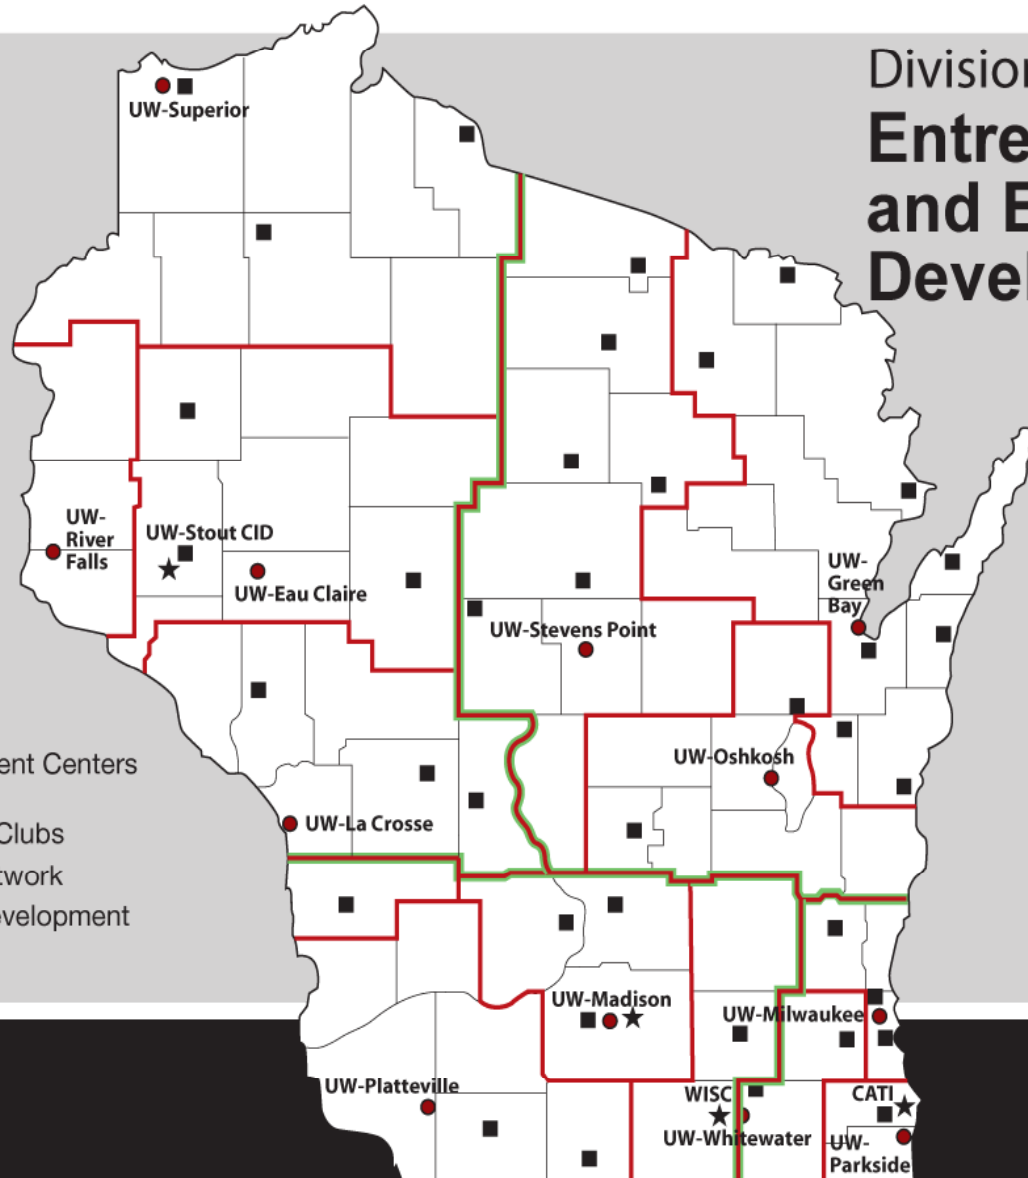 Division
Entre
and E
Devel
UW-Superior
UW-
River
Falls
UW-Stout CID
UW-Eau Claire
UW-
Green
Bay
UW-Stevens Point
UW-Oshkosh
ent Centers
UW-La Crosse
Clubs
twork
evelopment
UW-Madison
UW-Milwaukee
UW-Platteville
WISC
CATI
UW-Whitewater
UW-
Parkside